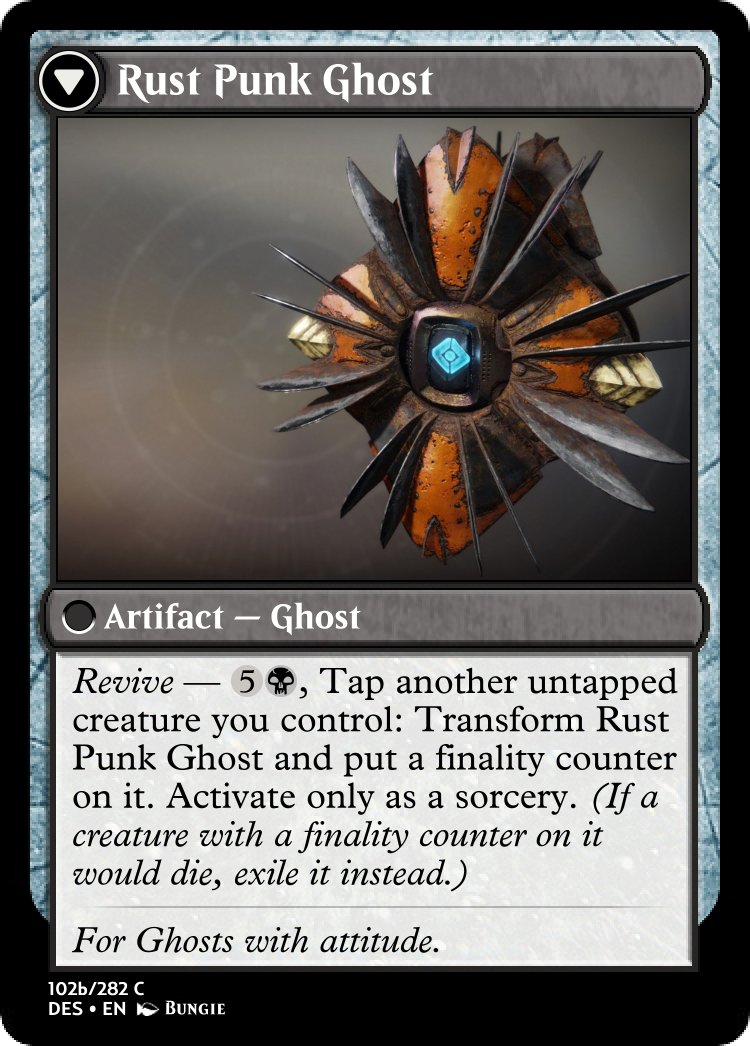 Rust Punk Ghost
Artifact — Ghost
Revive — 5, Tap another untapped
creature you control: Transform Rust
Punk Ghost and put a finality counter
on it. Activate only as a sorcery. (If a
creature with a finality counter on it
would die, exile it instead.)
For Ghosts with attitude.
102b/282 C
DES • EN Bungie